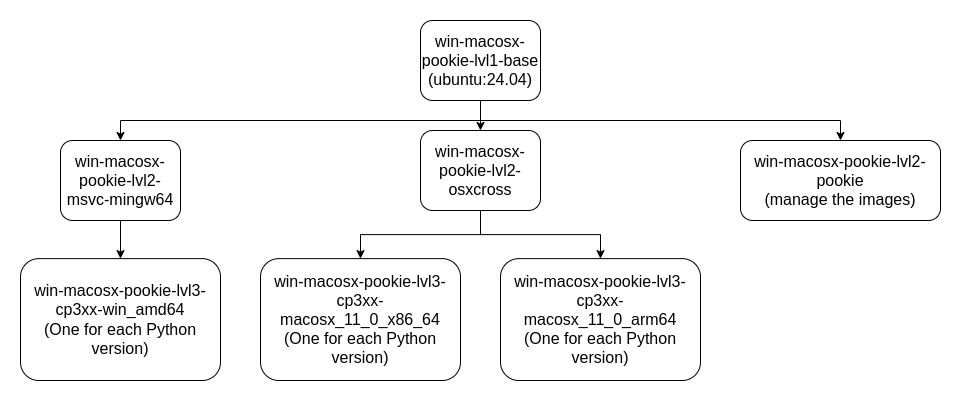 win-macosx-
pookie-lvl1-base
(ubuntu:24.04)
win-macosx-
pookie-lvl2-
msvc-mingw64
win-macosx-
pookie-lvl2-
osxcross
win-macosx-pookie-lvl2-
pookie
(manage the images)
win-macosx-pookie-lvl3-
cp3xx-win_amd64
(One for each Python
version)
win-macosx-pookie-lvl3-
cp3xx-
macosx_11_0_x86_64
(One for each Python
version)
win-macosx-pookie-lvl3-
cp3xx-
macosx_11_0_arm64
(One for each Python
version)